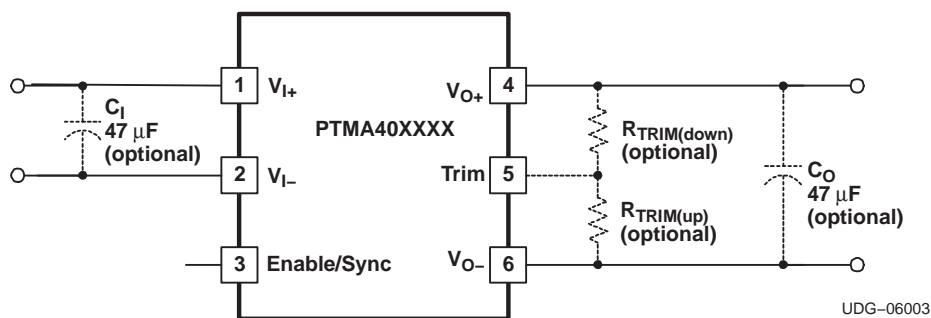 1
V_I+
C_I
47 μF
(optional)
2
V_I–
3
Enable/Sync
PTMA40XXXX
V_O+
4
Trim
5
V_O–
6
R_TRIM(down)
(optional)
R_TRIM(up)
(optional)
C_O
47 μF
(optional)
UDG–06003